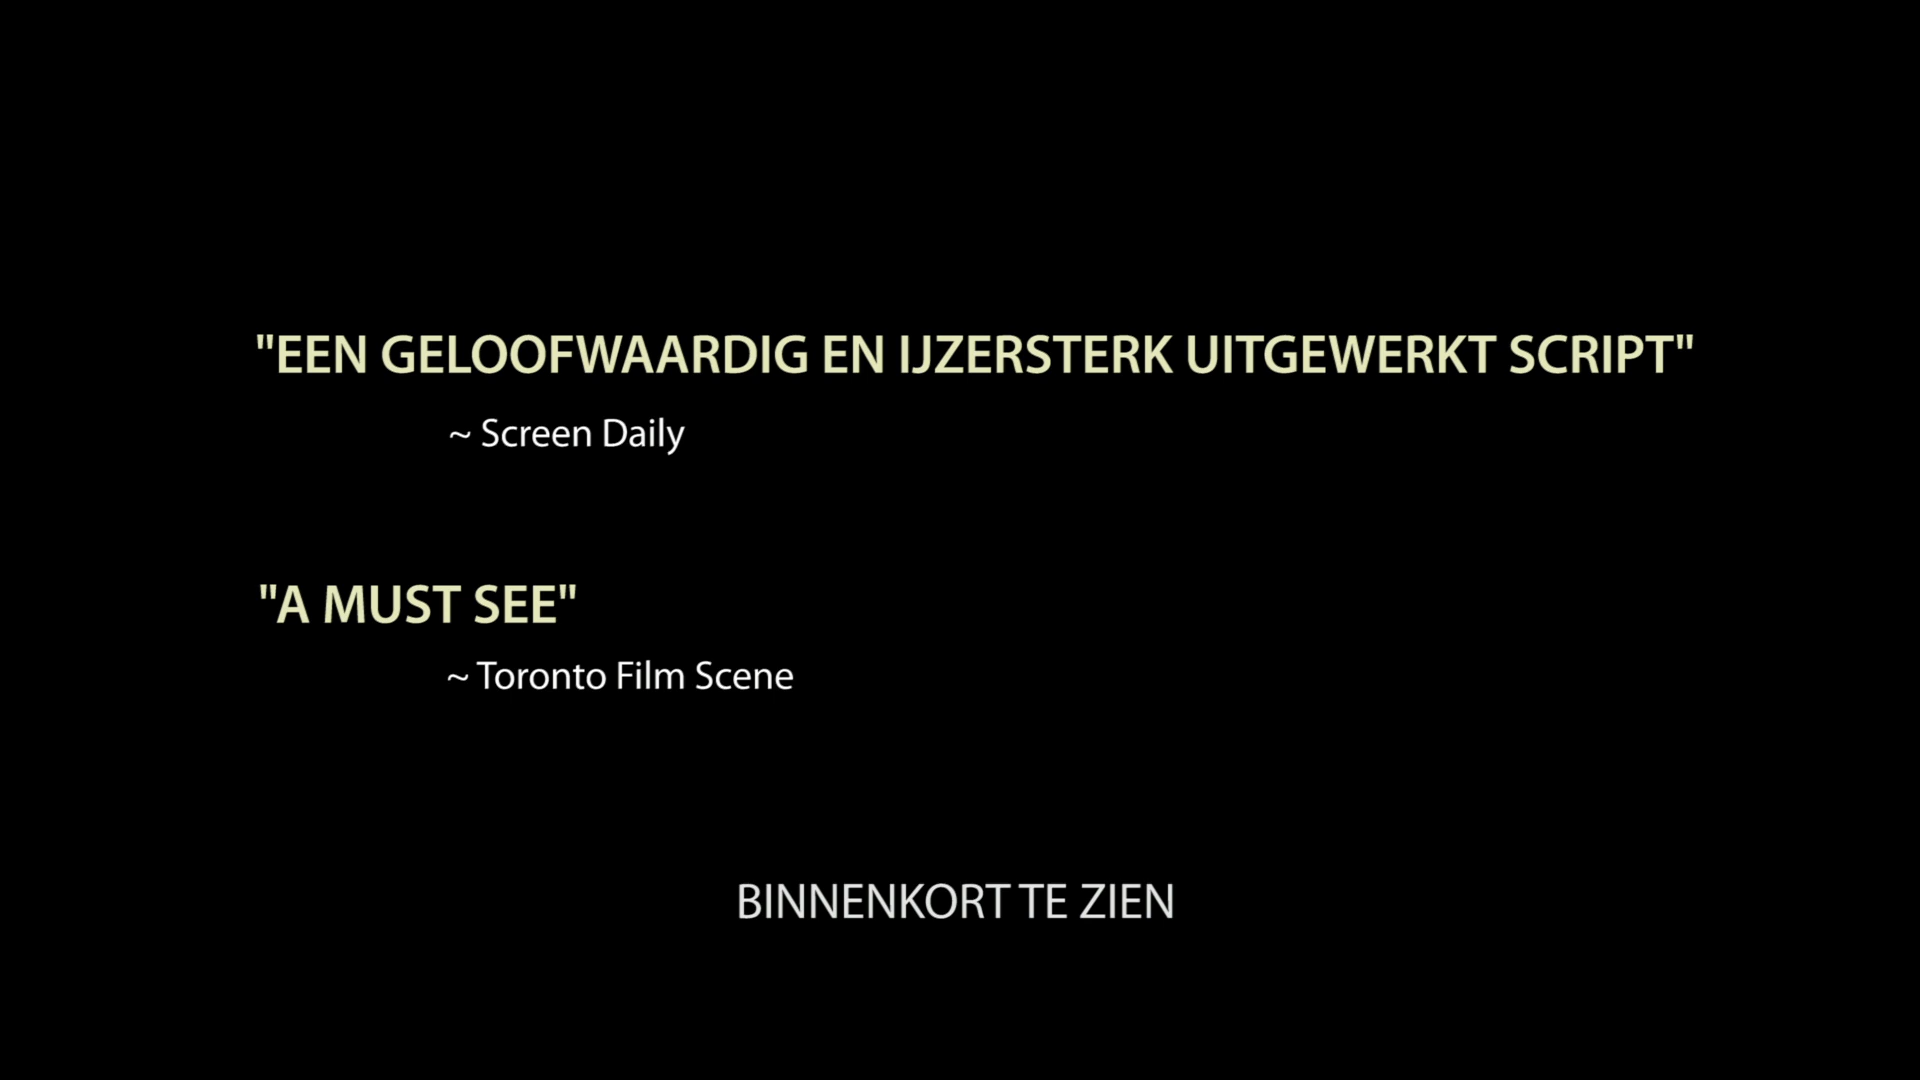 "EEN GELOOFWAARDIG EN IJZERSTERK UITGEWERKT SCRIPT"
~ Screen Daily
"A MUST SEE"
~ Toronto Film Scene
BINNENKORT TE ZIEN